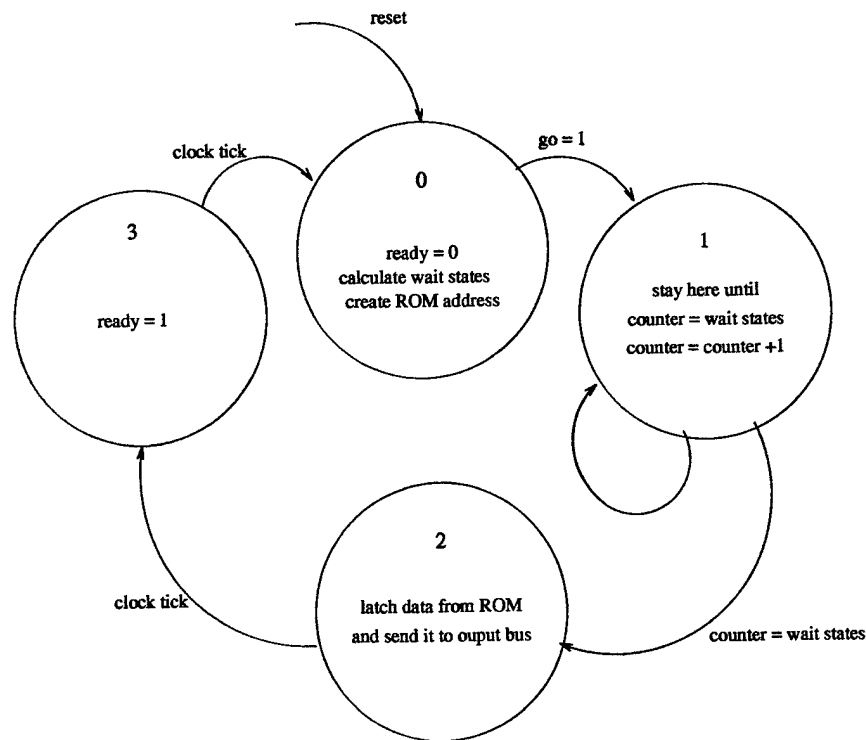 reset
clock tick
go = 1
0
ready = 0
calculate wait states
create ROM address
3
ready = 1
1
stay here until
counter = wait states
counter = counter +1
2
latch data from ROM
and send it to ouput bus
clock tick
counter = wait states